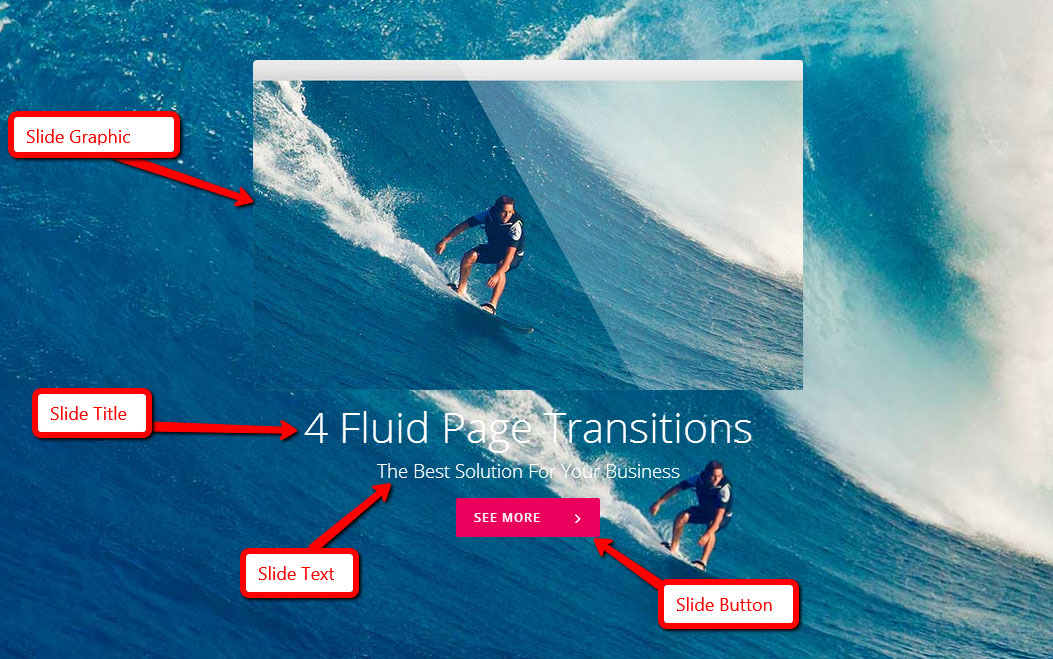 Slide Graphic
Slide Title
4 Fluid Page Transitions
The Best Solution For Your Business
SEE MORE
Slide Text
Slide Button